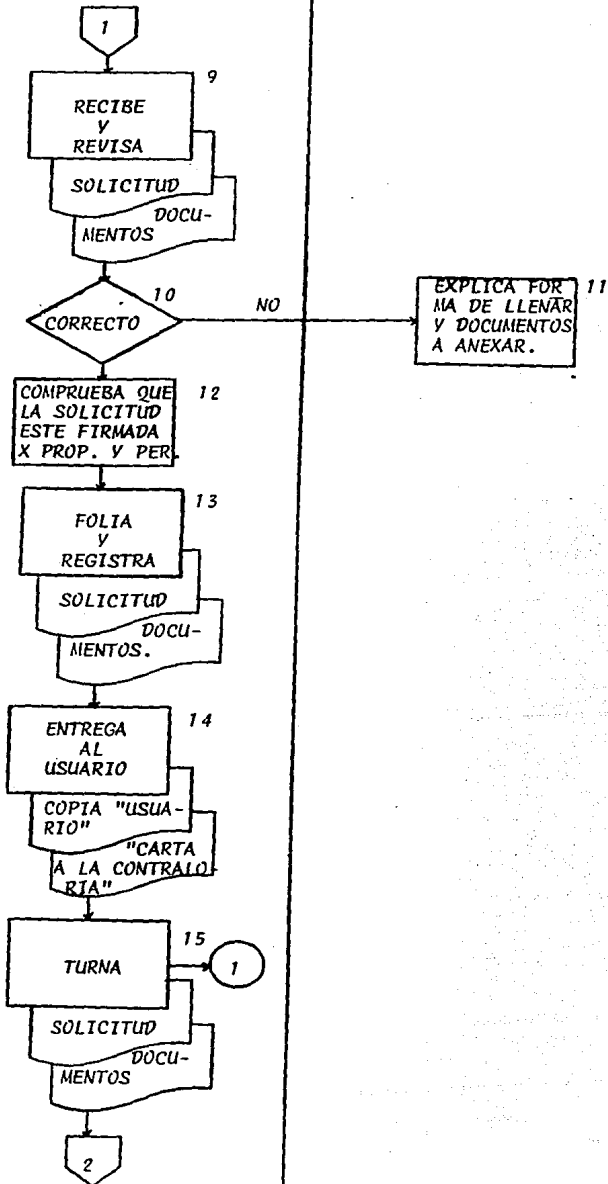 1
9
RECIBE
Y
REVISA
SOLICITUD
DOCU-
MENTOS
10
CORRECTO
NO
EXPLICA FOR
MA DE LLENAR
Y DOCUMENTOS
A ANEXAR.
11
COMPRUEBA QUE
LA SOLICITUD
ESTE FIRMADA
X PROP. Y PER.
12
13
FOLIA
Y
REGISTRA
SOLICITUD
DOCU-
MENTOS.
14
ENTREGA
AL
USUARIO
COPIA "USUA-
RIO"
"CARTA
A LA CONTRALO-
RIA"
15
TURNA
1
SOLICITUD
DOCU-
MENTOS
2